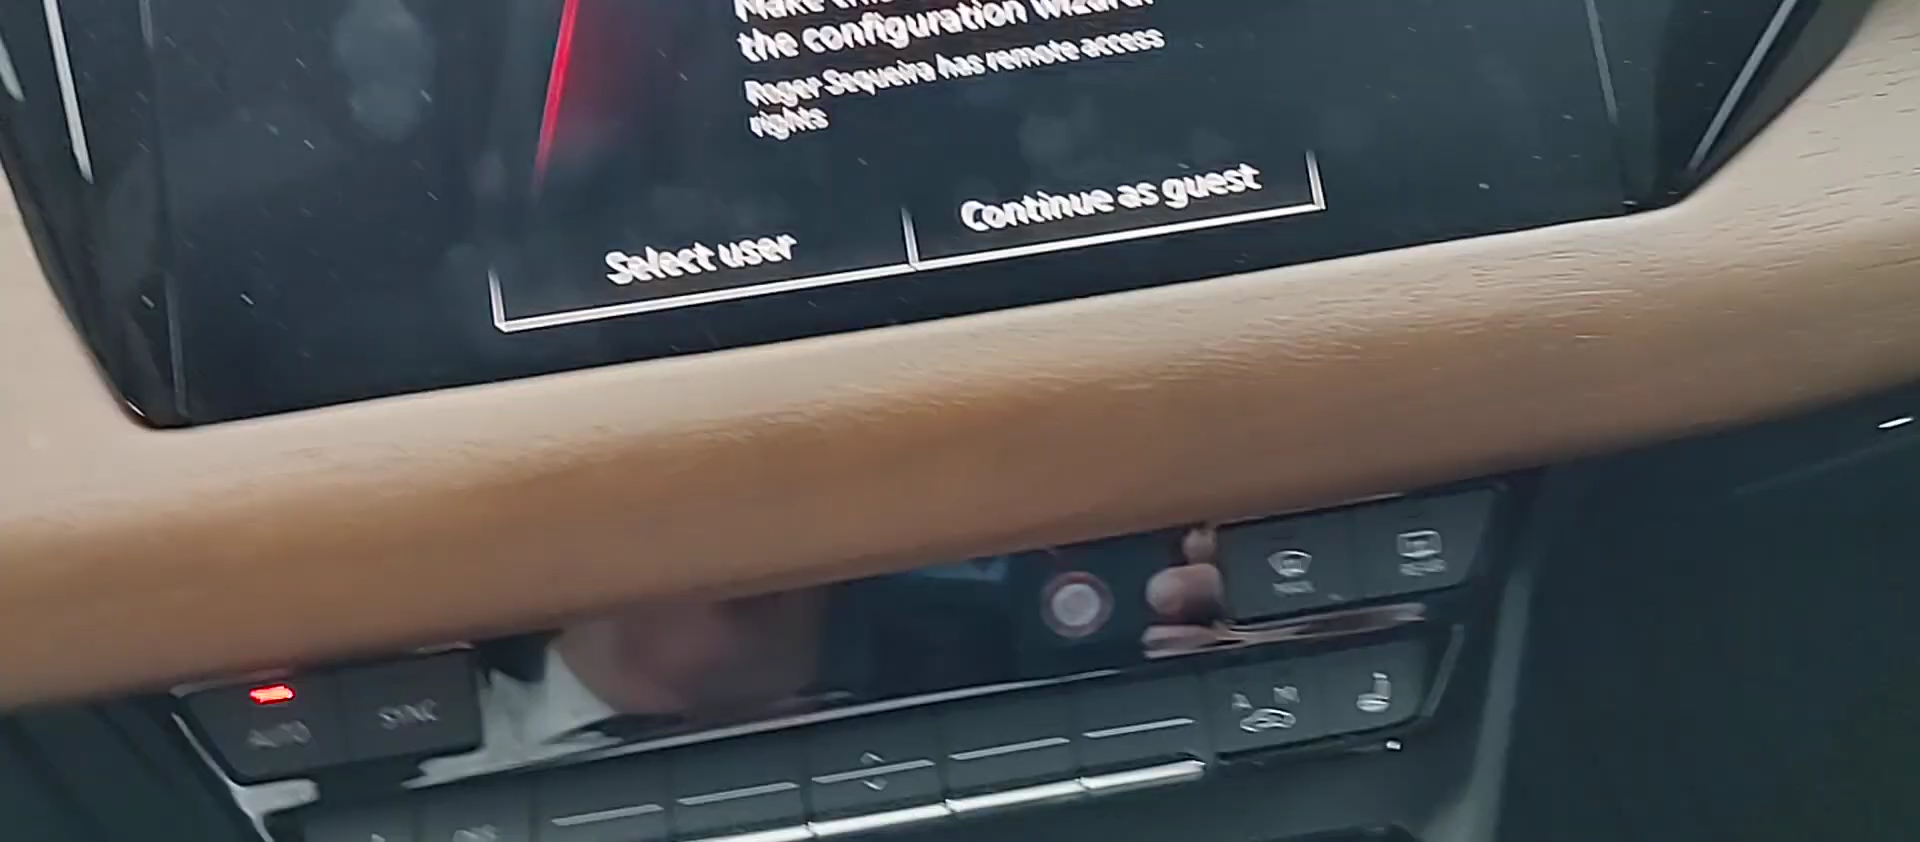 the configuration wizard.
Roger Sequeira has remote access
rights
Select user
Continue as guest
AUTO
SYNC